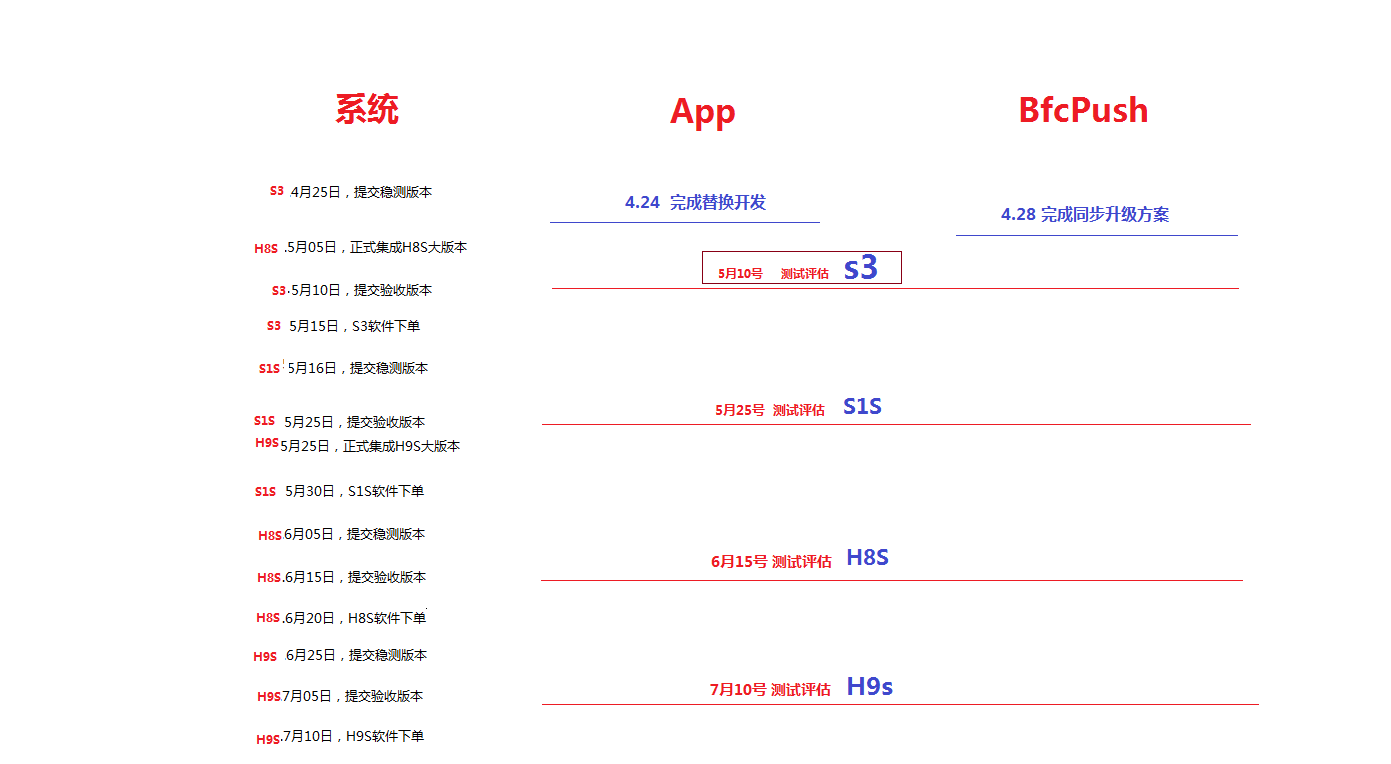 系统 App BfcPush
S3 .4月25日，提交稳测版本
4.24 完成替换开发
4.28 完成同步升级方案
H8S .5月05日，正式集成H8S大版本
5月10号 测试评估 s3
S3 .5月10日，提交验收版本
S3 5月15日，S3软件下单
S1S 5月16日，提交稳测版本
5月25号 测试评估 S1S
S1S 5月25日，提交验收版本
H9S 5月25日，正式集成H9S大版本
S1S 5月30日，S1S软件下单
H8S 6月05日，提交稳测版本
6月15号 测试评估 H8S
H8S .6月15日，提交验收版本
H8S .6月20日，H8S软件下单
H9S .6月25日，提交稳测版本
7月10号 测试评估 H9s
H9S 7月05日，提交验收版本
H9S .7月10日，H9S软件下单